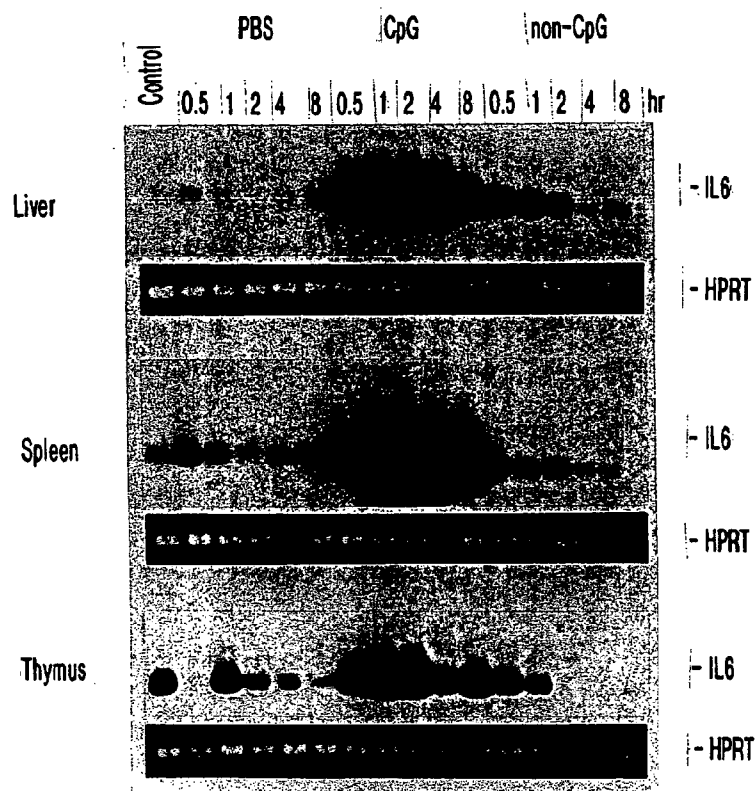 PBS CpG non-CpG
Control 0.5 1 2 4 8 0.5 1 2 4 8 0.5 1 2 4 8 hr
Liver - IL6
- HPRT
Spleen - IL6
- HPRT
Thymus - IL6
- HPRT